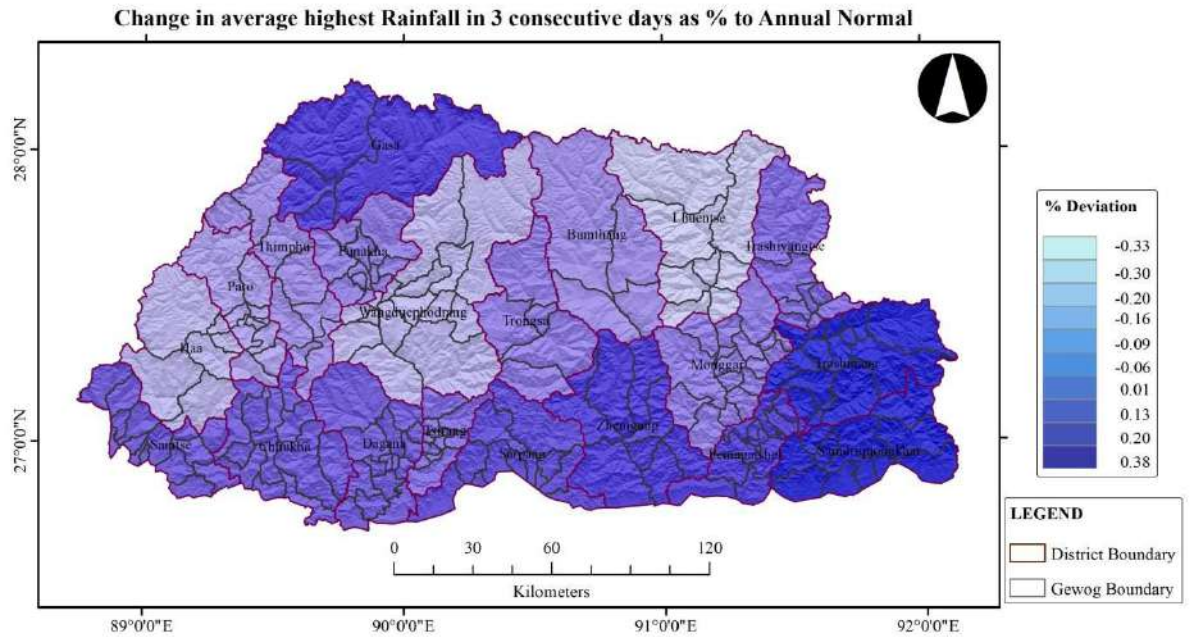 Change in average highest Rainfall in 3 consecutive days as % to Annual Normal
28°0'0"N
27°0'0"N
Gasa
Lhuentse
Bumthang
Trashiyangtse
Thimphu
Punakha
Paro
Wangduephodrang
Trongsa
Haa
Monggar
Trashigang
Zhemgang
Samtse
Chhukha
Dagana
Tsirang
Sarpang
Pemagatshel
Samdrupjongkhar
0 30 60 120
Kilometers
89°0'0"E 90°0'0"E 91°0'0"E 92°0'0"E
% Deviation
-0.33
-0.30
-0.20
-0.16
-0.09
-0.06
0.01
0.13
0.20
0.38
LEGEND
District Boundary
Gewog Boundary